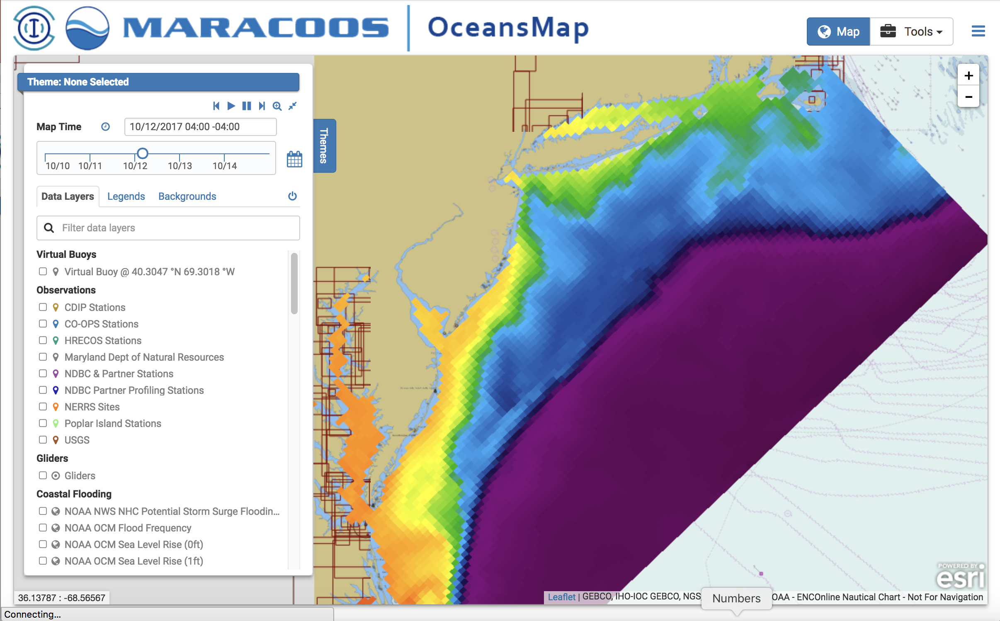 MARACOOS | OceansMap
Map
Tools
Theme: None Selected
Map Time
10/12/2017 04:00 -04:00
10/10 10/11 10/12 10/13 10/14
Themes
Data Layers
Legends
Backgrounds
Filter data layers
Virtual Buoys
Virtual Buoy @ 40.3047 °N 69.3018 °W
Observations
CDIP Stations
CO-OPS Stations
HRECOS Stations
Maryland Dept of Natural Resources
NDBC & Partner Stations
NDBC Partner Profiling Stations
NERRS Sites
Poplar Island Stations
USGS
Gliders
Gliders
Coastal Flooding
NOAA NWS NHC Potential Storm Surge Floodin...
NOAA OCM Flood Frequency
NOAA OCM Sea Level Rise (0ft)
NOAA OCM Sea Level Rise (1ft)
+
-
POWERED BY
esri
36.13787 : -68.56567
Leaflet | GEBCO, IHO-IOC GEBCO, NGS, OAA - ENCOnline Nautical Chart - Not For Navigation
Numbers
Connecting...